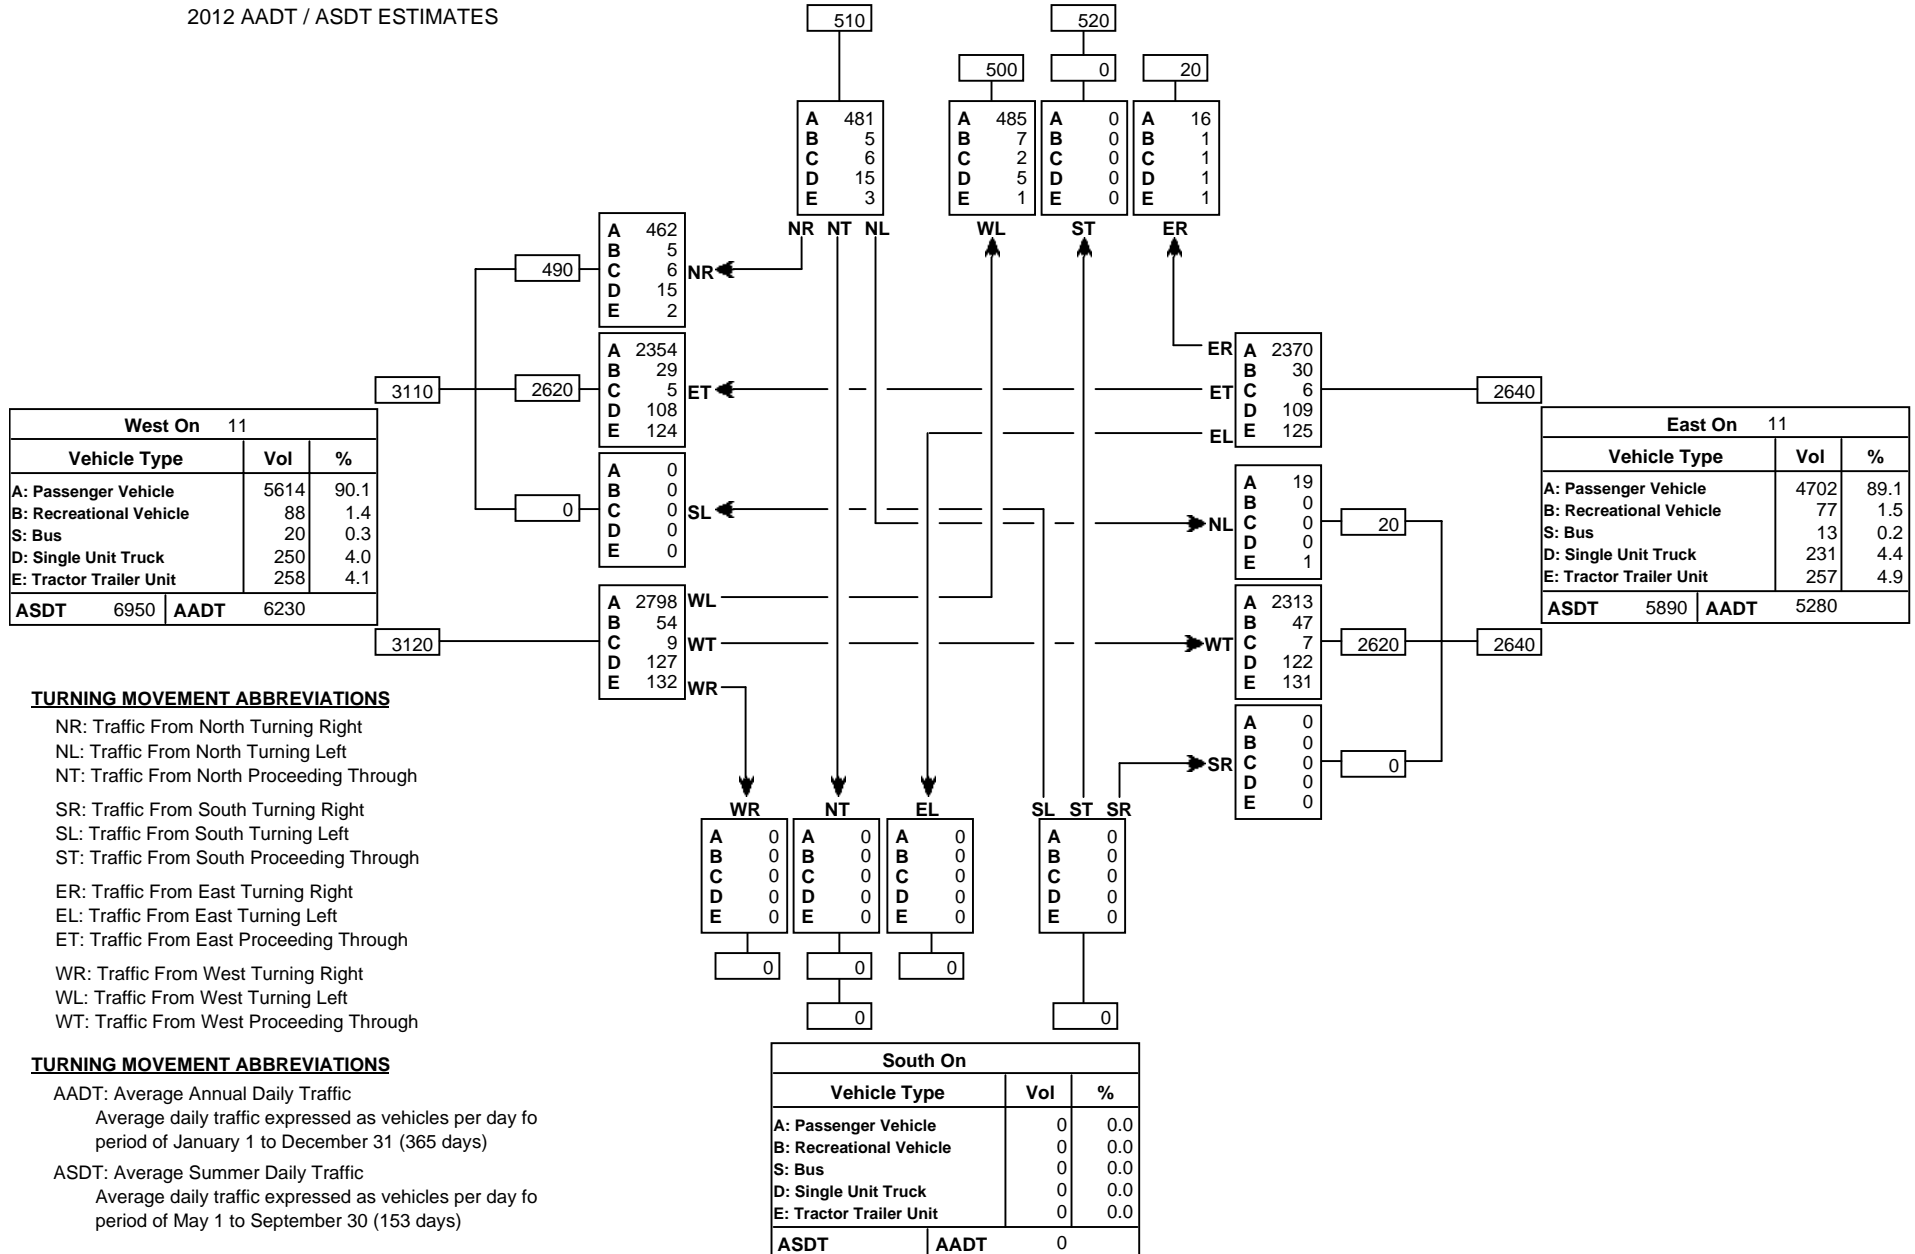 2012 AADT / ASDT ESTIMATES
510
520
500
0
20
A 481
B 5
C 6
D 15
E 3
A 485
B 7
C 2
D 5
E 1
A 0
B 0
C 0
D 0
E 0
A 16
B 1
C 1
D 1
E 1
NR NT NL
WL
ST
ER
490
A 462
B 5
C 6
D 15
E 2
NR
3110
2620
A 2354
B 29
C 5
D 108
E 124
ET
0
A 0
B 0
C 0
D 0
E 0
SL
3120
A 2798
B 54
C 9
D 127
E 132
WL
WT
WR
ER
ET
EL
A 2370
B 30
C 6
D 109
E 125
2640
NL
A 19
B 0
C 0
D 0
E 1
20
WT
A 2313
B 47
C 7
D 122
E 131
2620
2640
SR
A 0
B 0
C 0
D 0
E 0
0
West On 11
Vehicle Type Vol %
A: Passenger Vehicle 5614 90.1
B: Recreational Vehicle 88 1.4
S: Bus 20 0.3
D: Single Unit Truck 250 4.0
E: Tractor Trailer Unit 258 4.1
ASDT 6950 AADT 6230
East On 11
Vehicle Type Vol %
A: Passenger Vehicle 4702 89.1
B: Recreational Vehicle 77 1.5
S: Bus 13 0.2
D: Single Unit Truck 231 4.4
E: Tractor Trailer Unit 257 4.9
ASDT 5890 AADT 5280
TURNING MOVEMENT ABBREVIATIONS
NR: Traffic From North Turning Right
NL: Traffic From North Turning Left
NT: Traffic From North Proceeding Through
SR: Traffic From South Turning Right
SL: Traffic From South Turning Left
ST: Traffic From South Proceeding Through
ER: Traffic From East Turning Right
EL: Traffic From East Turning Left
ET: Traffic From East Proceeding Through
WR: Traffic From West Turning Right
WL: Traffic From West Turning Left
WT: Traffic From West Proceeding Through
TURNING MOVEMENT ABBREVIATIONS
AADT: Average Annual Daily Traffic
Average daily traffic expressed as vehicles per day fo
period of January 1 to December 31 (365 days)
ASDT: Average Summer Daily Traffic
Average daily traffic expressed as vehicles per day fo
period of May 1 to September 30 (153 days)
WR
NT
EL
SL ST SR
A 0
B 0
C 0
D 0
E 0
A 0
B 0
C 0
D 0
E 0
A 0
B 0
C 0
D 0
E 0
A 0
B 0
C 0
D 0
E 0
0
0
0
0
0
South On
Vehicle Type Vol %
A: Passenger Vehicle 0 0.0
B: Recreational Vehicle 0 0.0
S: Bus 0 0.0
D: Single Unit Truck 0 0.0
E: Tractor Trailer Unit 0 0.0
ASDT AADT 0